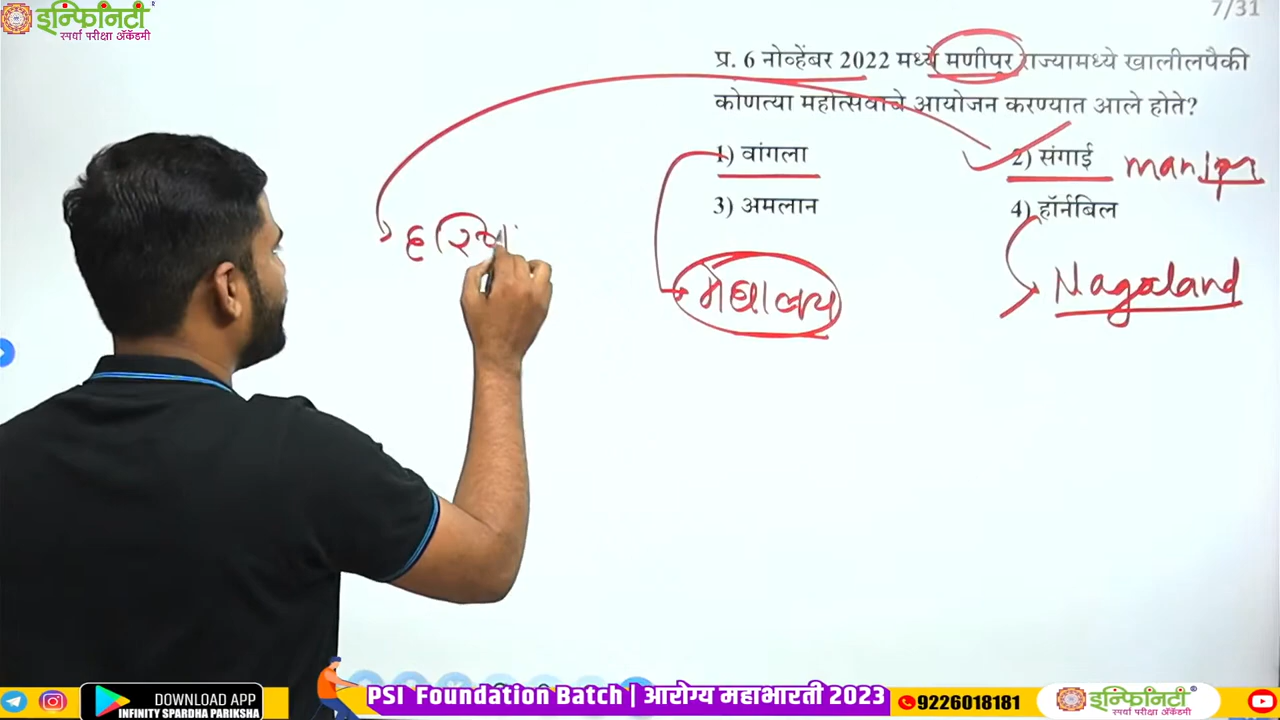 इन्फिनिटी
स्पर्धा परीक्षा ॲकॅडमी
7/31
प्र. 6 नोव्हेंबर 2022 मध्ये मणीपूर राज्यामध्ये खालीलपैकी
कोणत्या महोत्सवाचे आयोजन करण्यात आले होते?
1) वांगला
2) संगाई manipur
3) अमलान
4) हॉर्नबिल
मेघालय
Nagaland
DOWNLOAD APP
INFINITY SPARDHA PARIKSHA
PSI Foundation Batch | आरोग्य महाभारती 2023
9226018181
इन्फिनिटी
स्पर्धा परीक्षा ॲकॅडमी